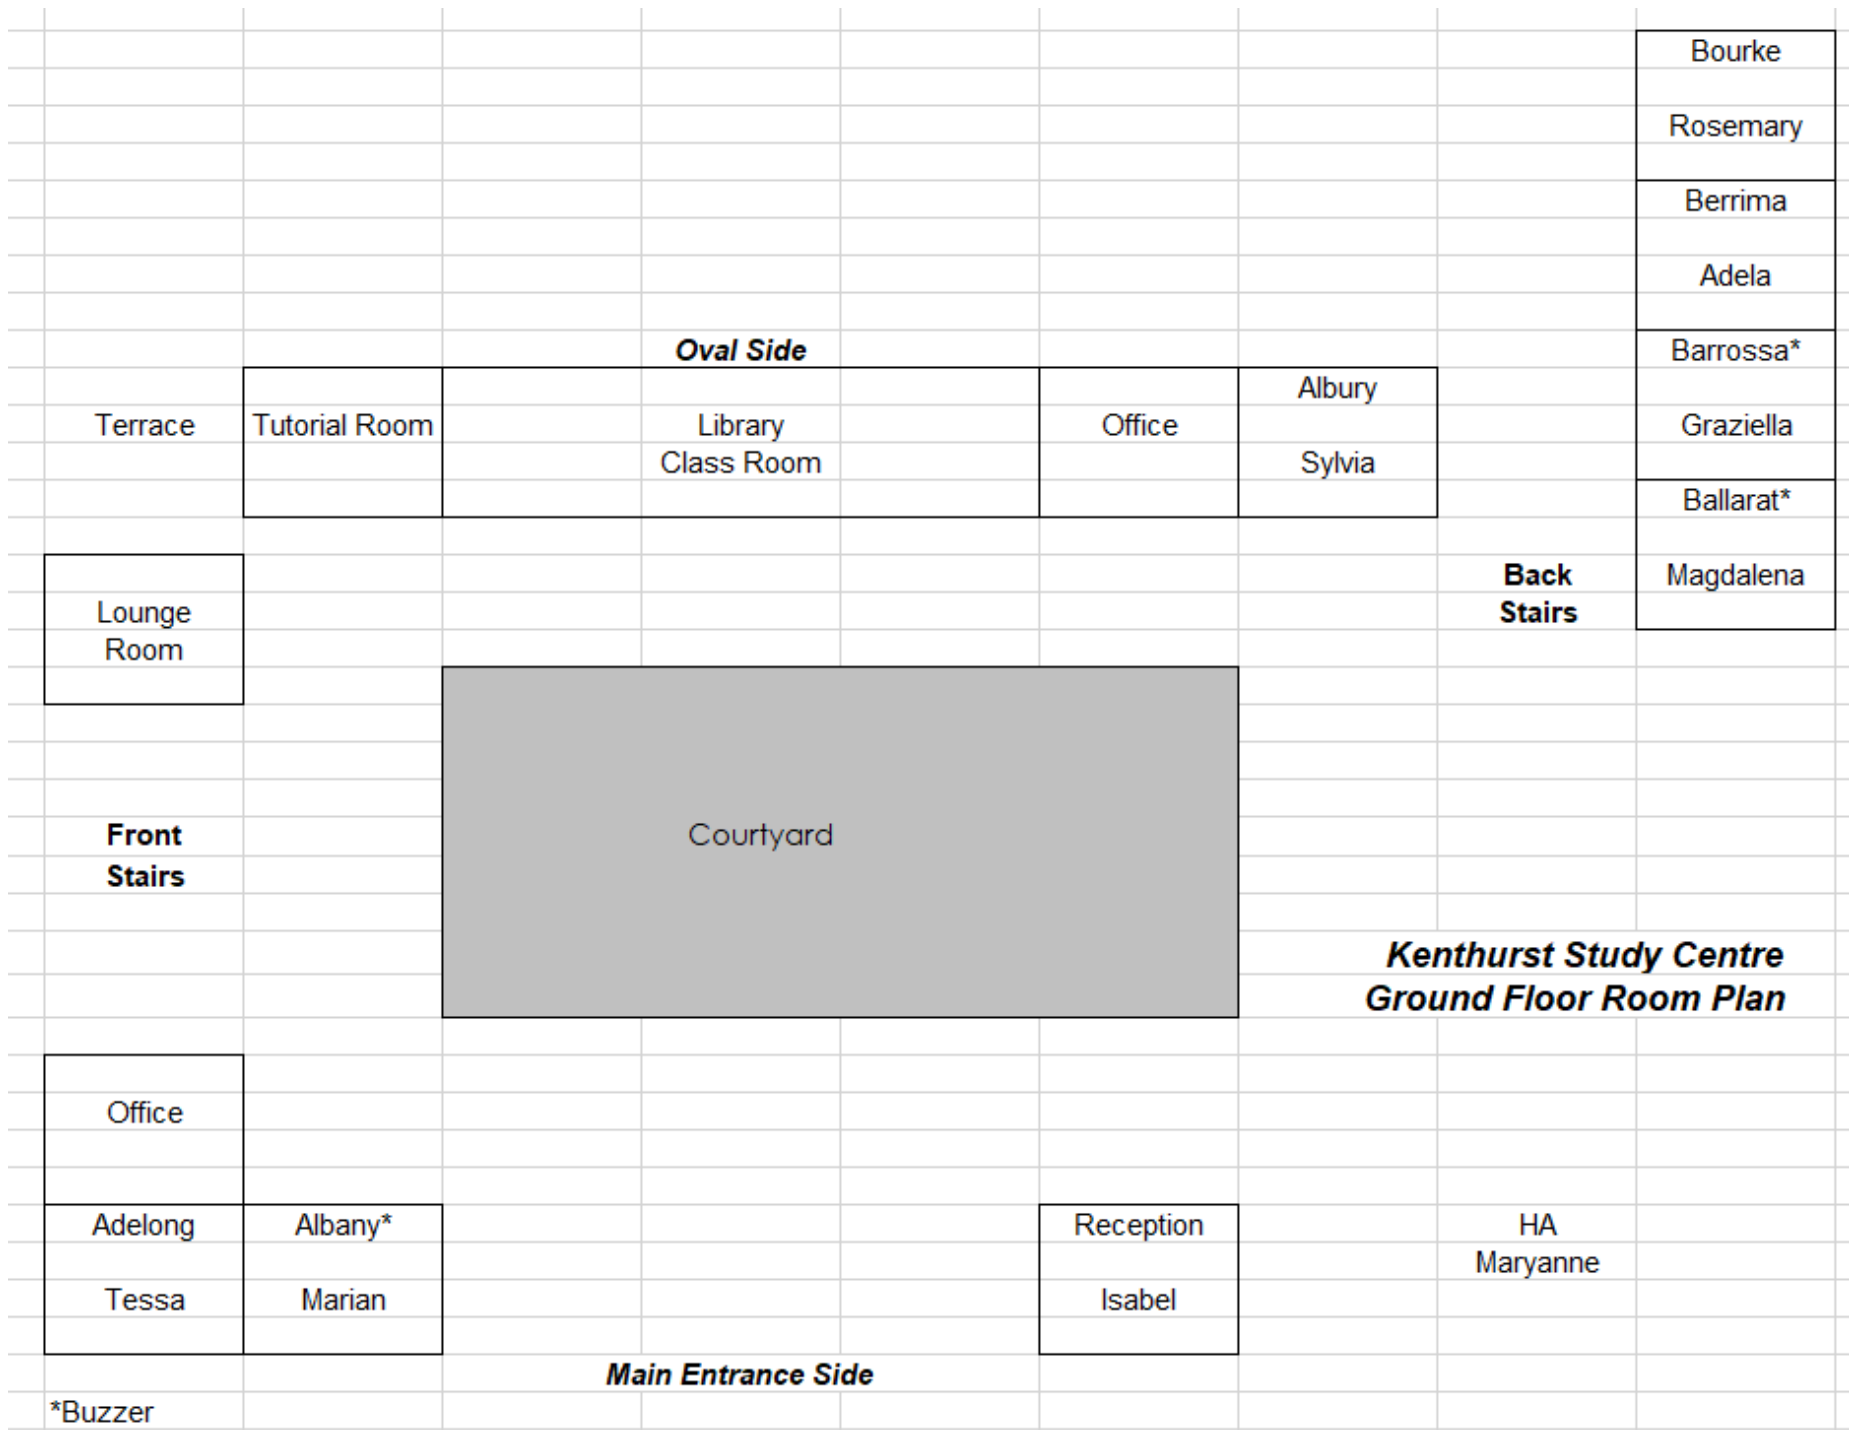 Bourke
Rosemary
Berrima
Adela
Oval Side
Barrossa*
Albury
Terrace
Tutorial Room
Library
Class Room
Office
Graziella
Sylvia
Ballarat*
Back
Stairs
Magdalena
Lounge
Room
Front
Stairs
Courtyard
Kenthurst Study Centre
Ground Floor Room Plan
Office
Adelong
Albany*
Reception
HA
Maryanne
Tessa
Marian
Isabel
Main Entrance Side
*Buzzer